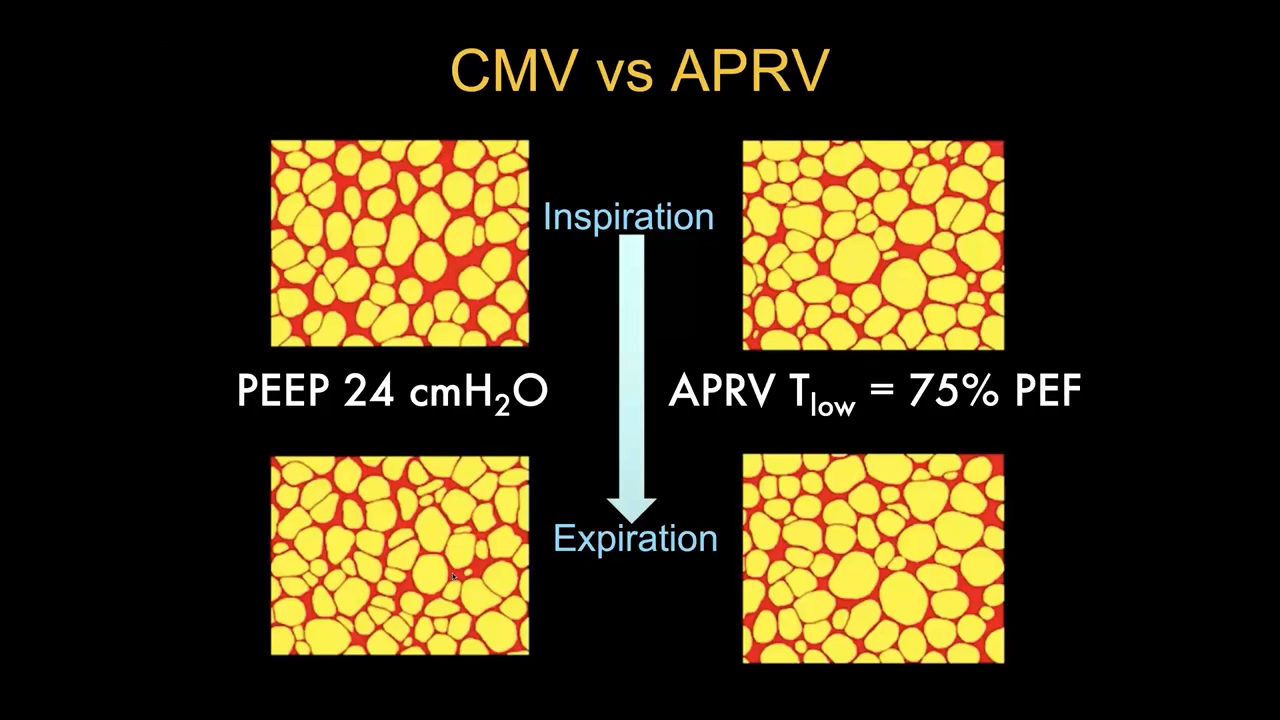 CMV vs APRV
Inspiration
PEEP 24 cmH₂O
APRV Tlow = 75% PEF
Expiration